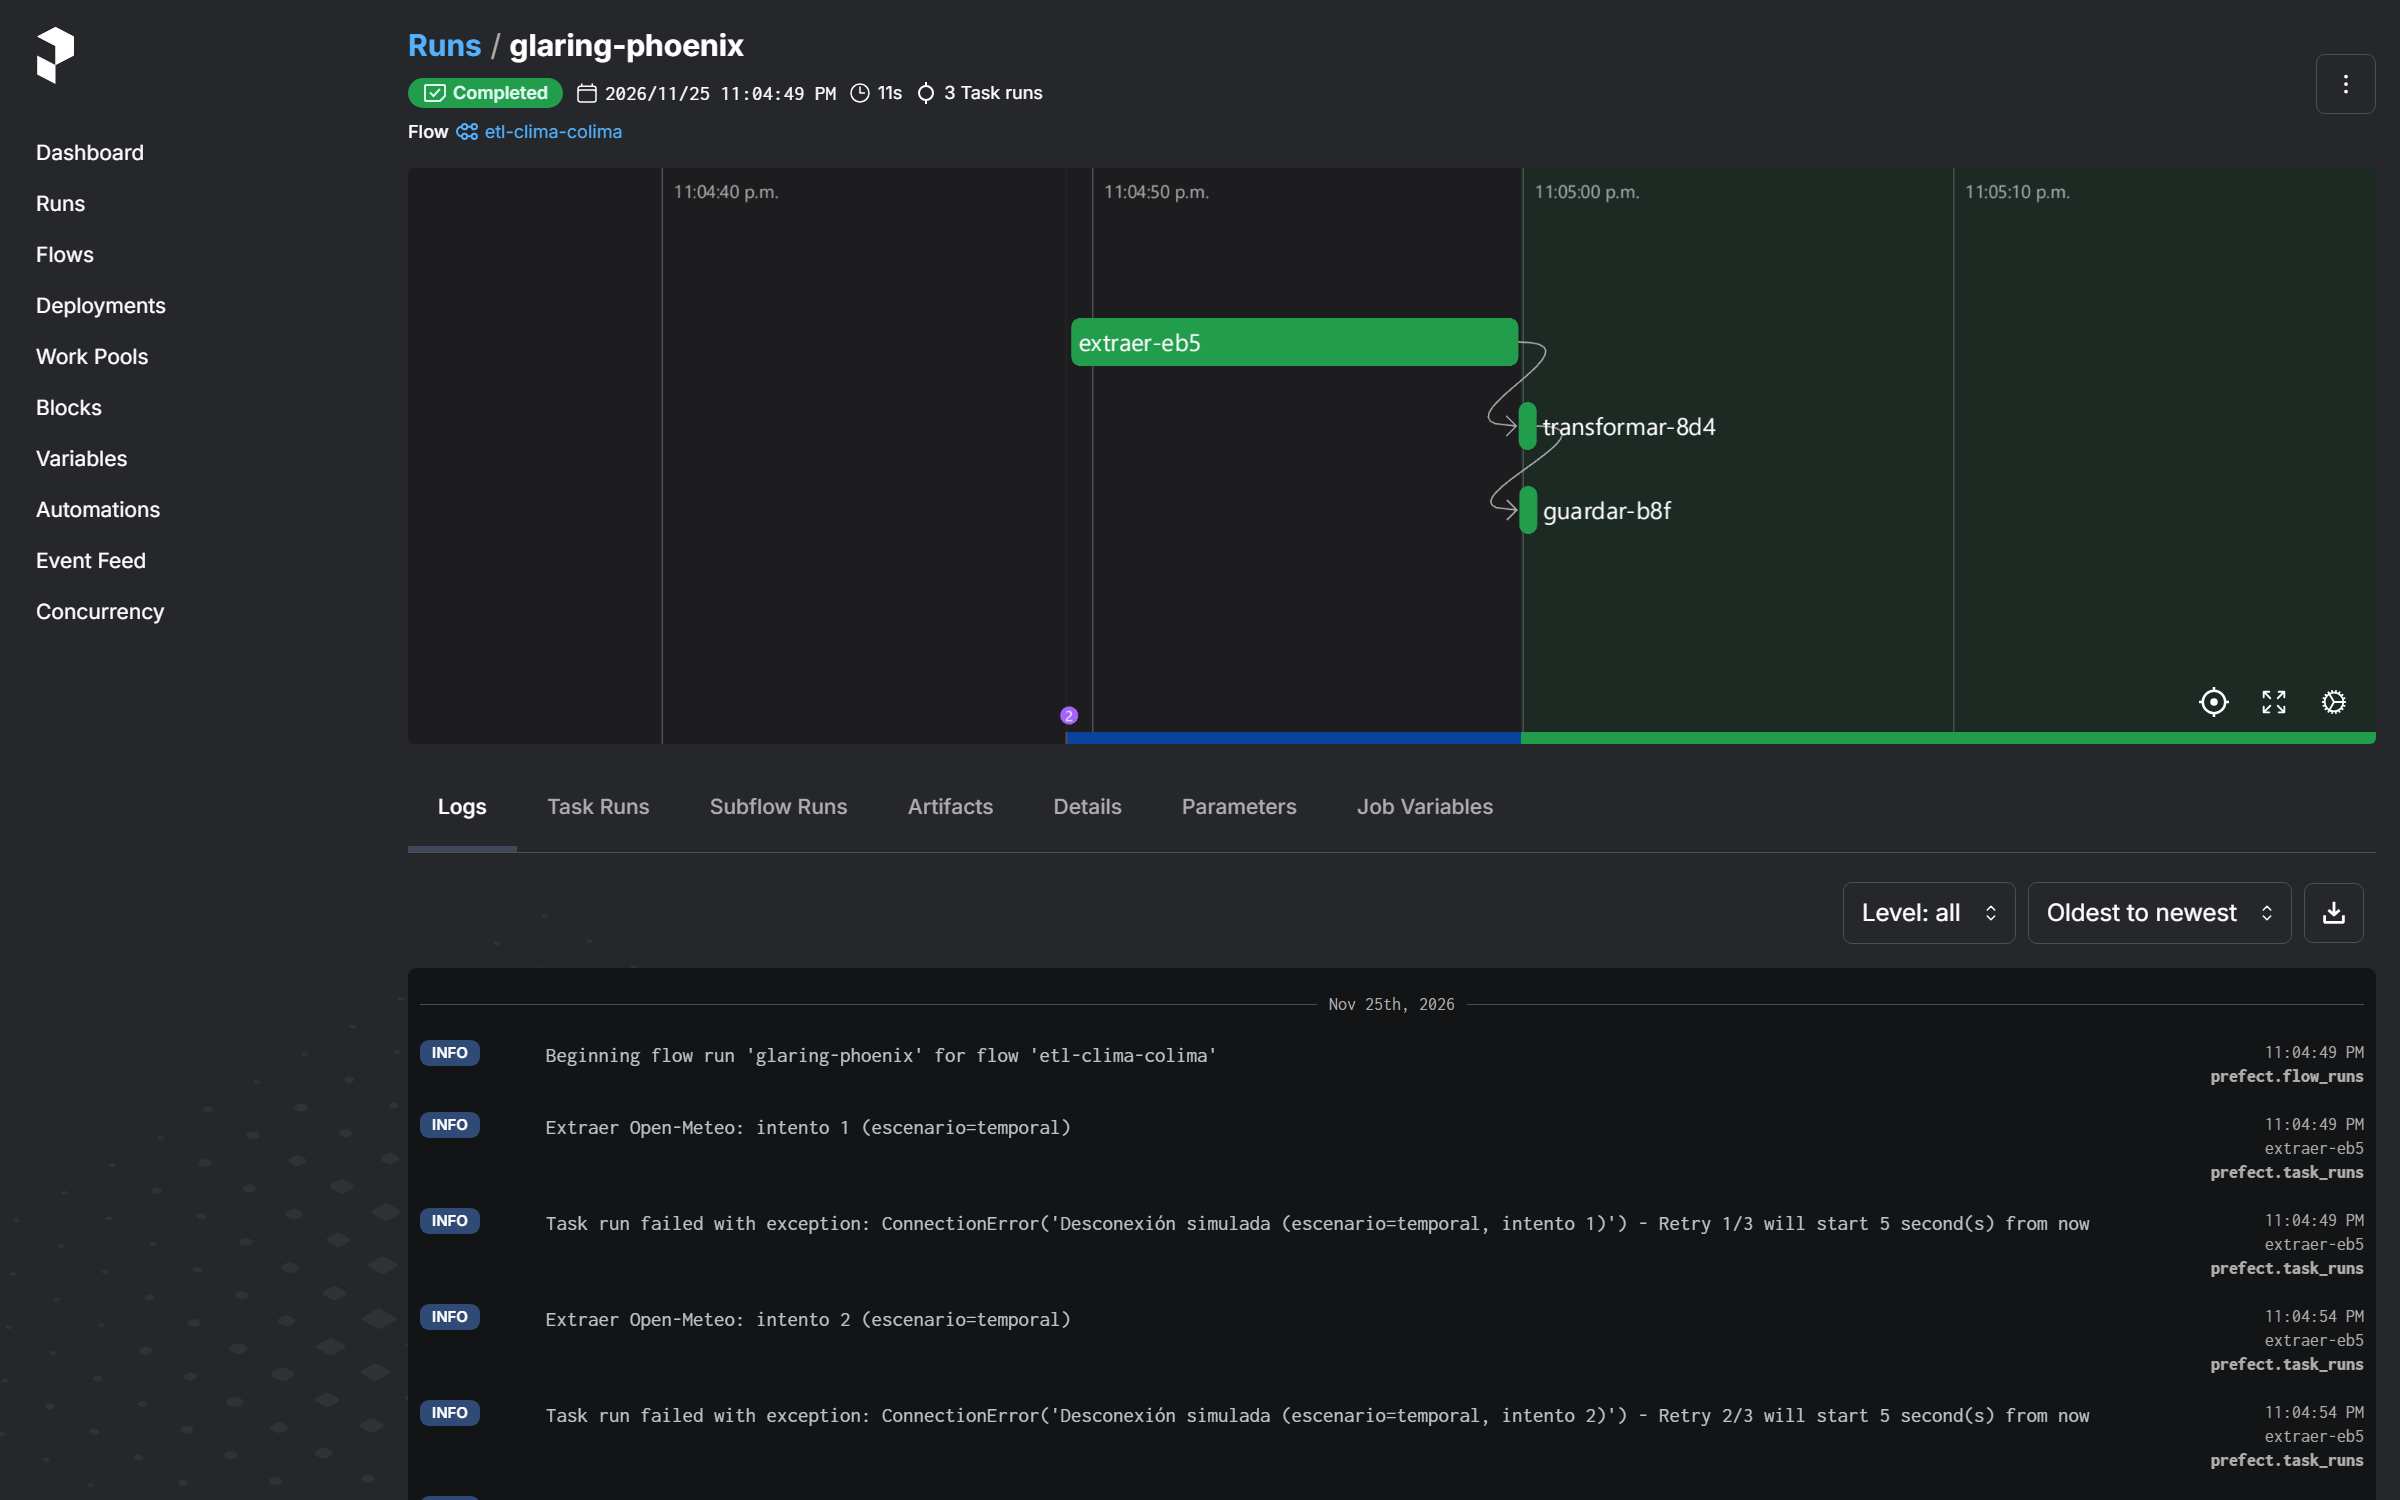 Runs / glaring-phoenix
Completed 2026/11/25 11:04:49 PM 11s 3 Task runs
Flow etl-clima-colima
Dashboard
Runs
Flows
Deployments
Work Pools
Blocks
Variables
Automations
Event Feed
Concurrency
11:04:40 p.m. 11:04:50 p.m. 11:05:00 p.m. 11:05:10 p.m.
extraer-eb5
transformar-8d4
guardar-b8f
2
Logs Task Runs Subflow Runs Artifacts Details Parameters Job Variables
Level: all Oldest to newest
Nov 25th, 2026
INFO Beginning flow run 'glaring-phoenix' for flow 'etl-clima-colima' 11:04:49 PM
prefect.flow_runs
INFO Extraer Open-Meteo: intento 1 (escenario=temporal) 11:04:49 PM
extraer-eb5
prefect.task_runs
INFO Task run failed with exception: ConnectionError('Desconexión simulada (escenario=temporal, intento 1)') - Retry 1/3 will start 5 second(s) from now 11:04:49 PM
extraer-eb5
prefect.task_runs
INFO Extraer Open-Meteo: intento 2 (escenario=temporal) 11:04:54 PM
extraer-eb5
prefect.task_runs
INFO Task run failed with exception: ConnectionError('Desconexión simulada (escenario=temporal, intento 2)') - Retry 2/3 will start 5 second(s) from now 11:04:54 PM
extraer-eb5
prefect.task_runs